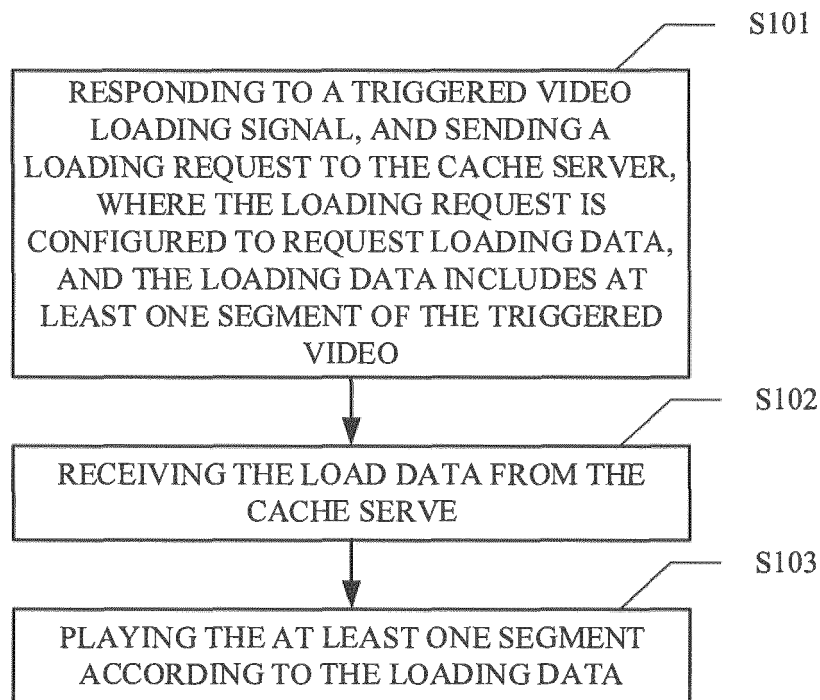 S101
RESPONDING TO A TRIGGERED VIDEO
LOADING SIGNAL, AND SENDING A
LOADING REQUEST TO THE CACHE SERVER,
WHERE THE LOADING REQUEST IS
CONFIGURED TO REQUEST LOADING DATA,
AND THE LOADING DATA INCLUDES AT
LEAST ONE SEGMENT OF THE TRIGGERED
VIDEO
S102
RECEIVING THE LOAD DATA FROM THE
CACHE SERVE
S103
PLAYING THE AT LEAST ONE SEGMENT
ACCORDING TO THE LOADING DATA